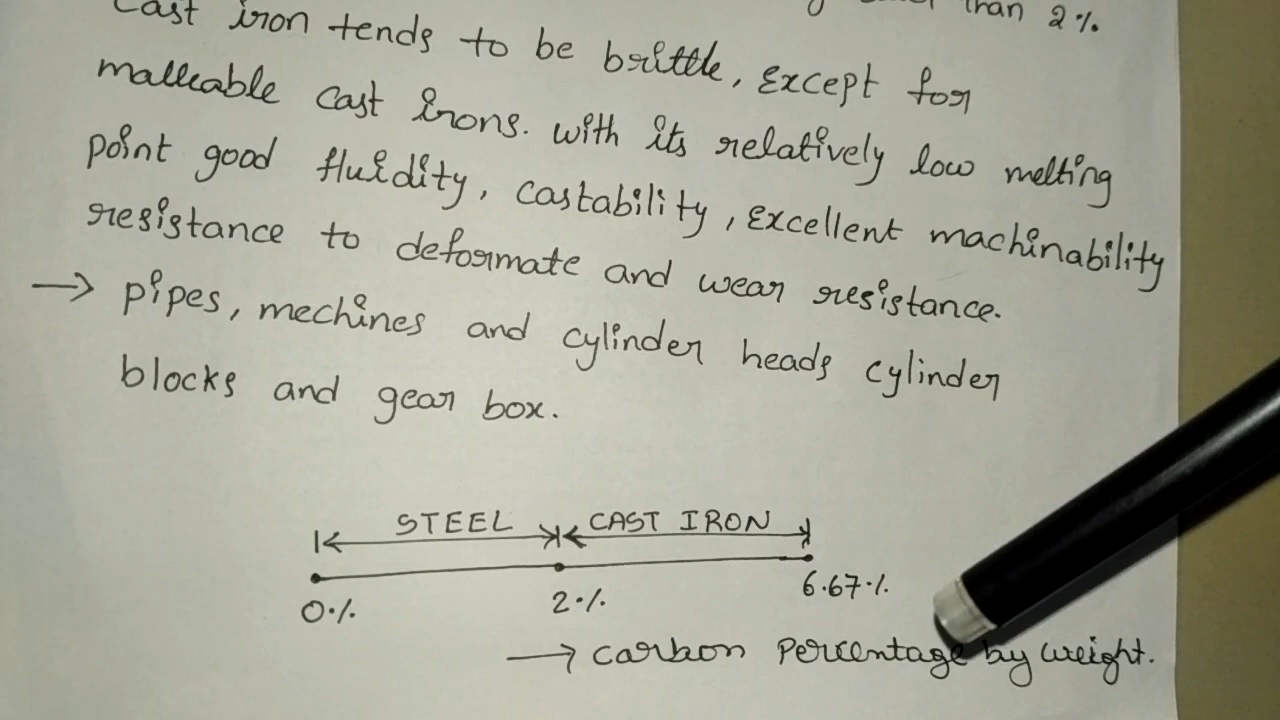 than 2%.
Cast iron tends to be brittle, Except for
malleable cast irons. with its relatively low melting
point good fluidity, castability, Excellent machinability
resistance to deformate and wear resistance.
→ pipes, mechines and cylinder heads cylinder
blocks and gear box.
STEEL CAST IRON
0% 2% 6.67%
→ carbon percentage by weight.